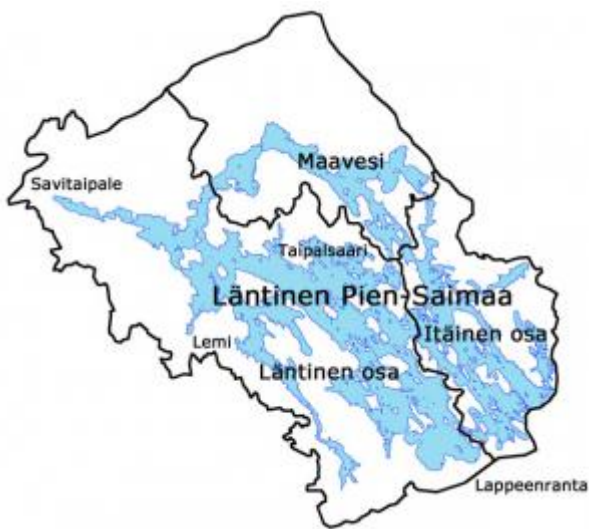 Maavesi
Savitaipale
Taipalsaari
Läntinen Pien-Saimaa
Itäinen osa
Lemi
Läntinen osa
Lappeenranta